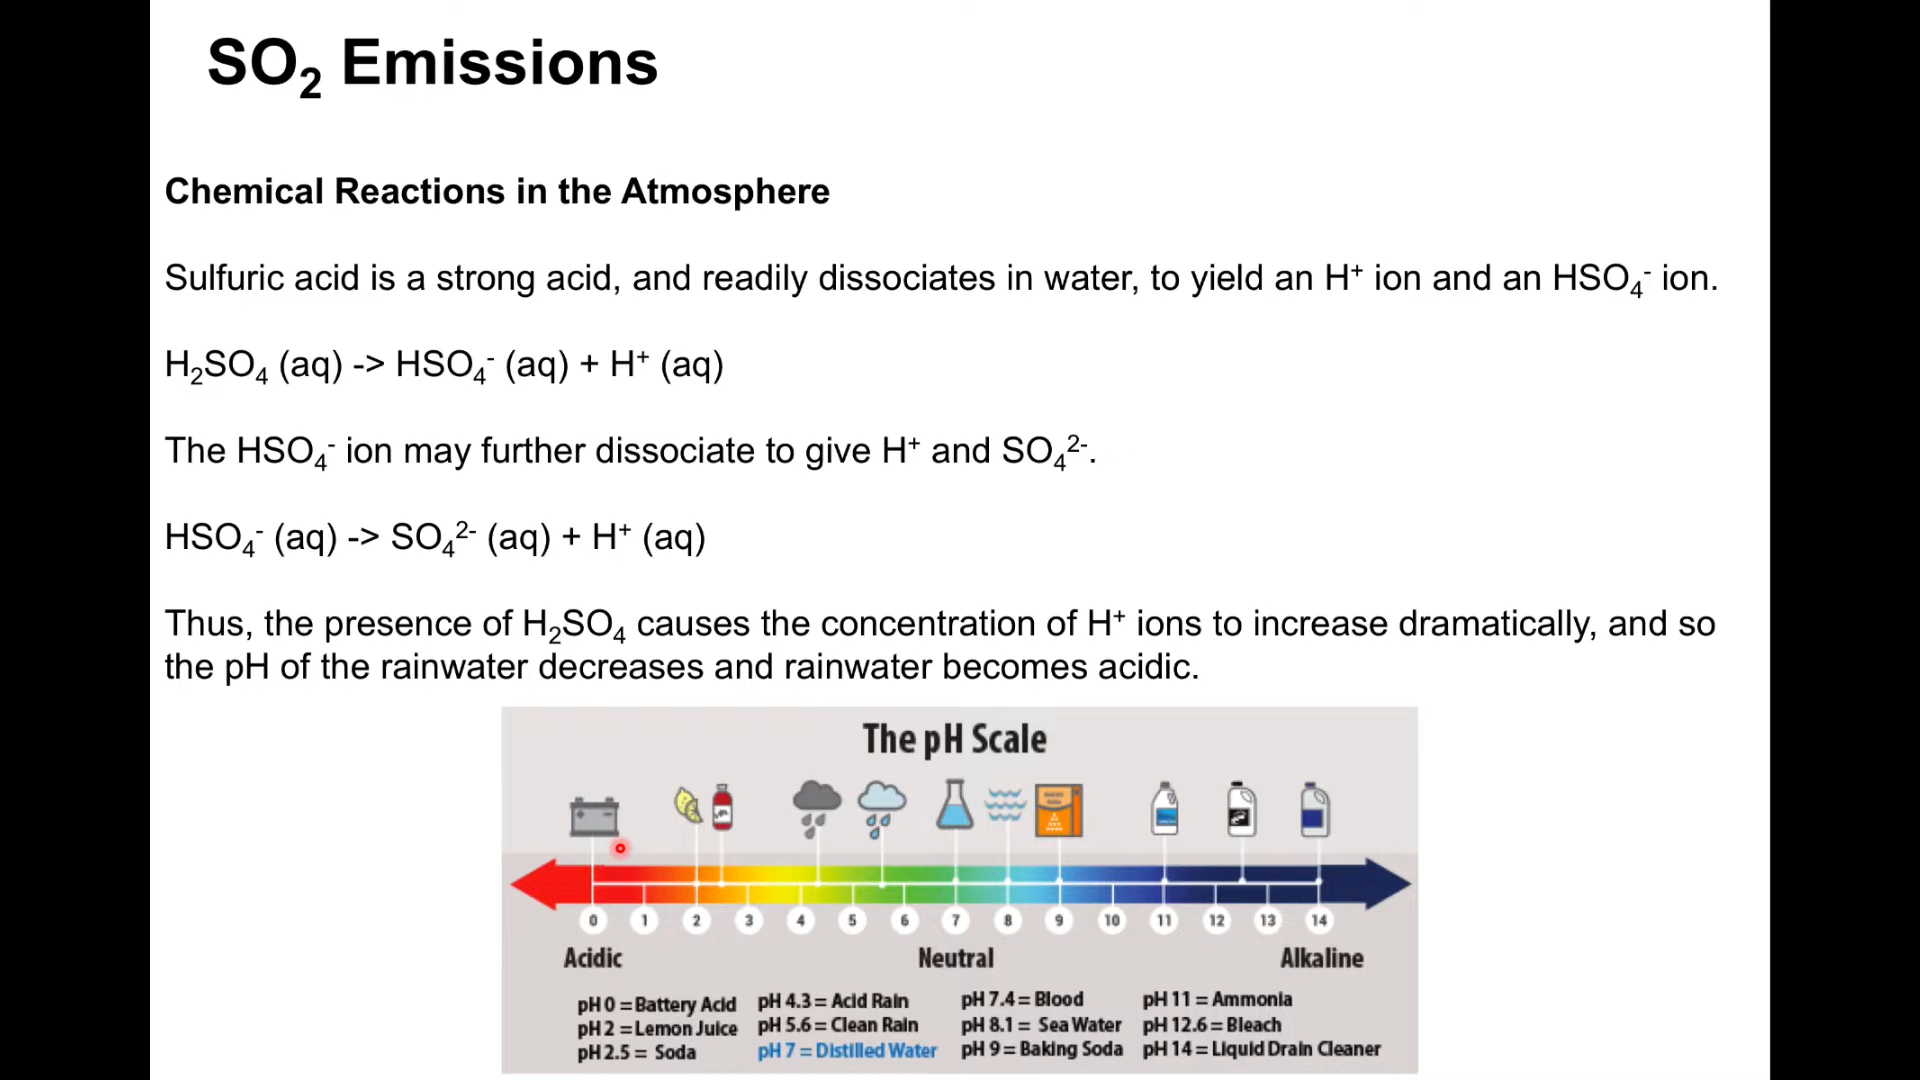 SO₂ Emissions
Chemical Reactions in the Atmosphere
Sulfuric acid is a strong acid, and readily dissociates in water, to yield an H⁺ ion and an HSO₄⁻ ion.
H₂SO₄ (aq) -> HSO₄⁻ (aq) + H⁺ (aq)
The HSO₄⁻ ion may further dissociate to give H⁺ and SO₄²⁻.
HSO₄⁻ (aq) -> SO₄²⁻ (aq) + H⁺ (aq)
Thus, the presence of H₂SO₄ causes the concentration of H⁺ ions to increase dramatically, and so
the pH of the rainwater decreases and rainwater becomes acidic.
The pH Scale
0 1 2 3 4 5 6 7 8 9 10 11 12 13 14
Acidic Neutral Alkaline
pH 0 = Battery Acid
pH 2 = Lemon Juice
pH 2.5 = Soda
pH 4.3 = Acid Rain
pH 5.6 = Clean Rain
pH 7 = Distilled Water
pH 7.4 = Blood
pH 8.1 = Sea Water
pH 9 = Baking Soda
pH 11 = Ammonia
pH 12.6 = Bleach
pH 14 = Liquid Drain Cleaner